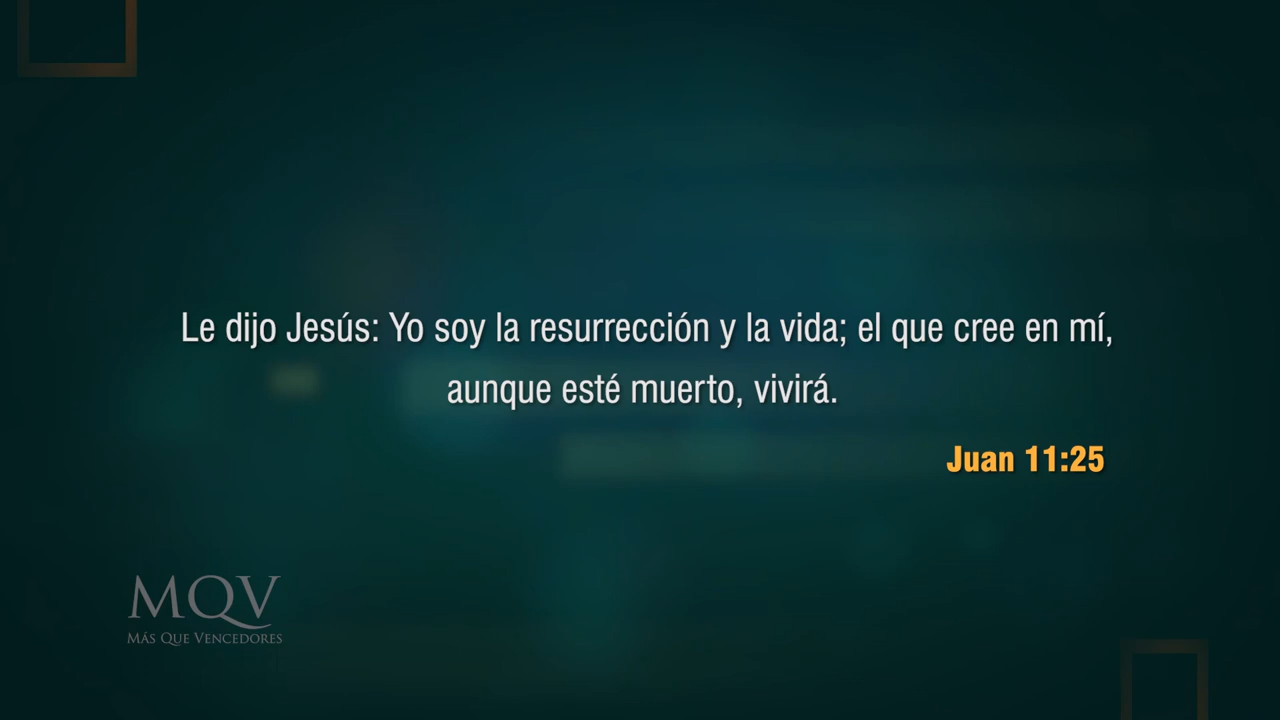 Le dijo Jesús: Yo soy la resurrección y la vida; el que cree en mí,
aunque esté muerto, vivirá.
Juan 11:25
MQV
MÁS QUE VENCEDORES